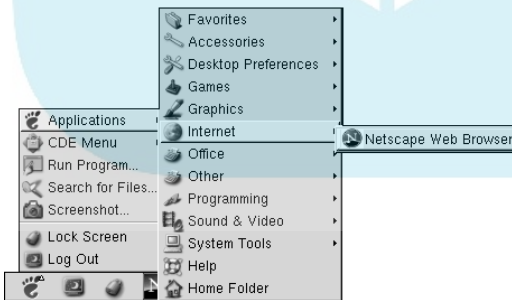 Favorites
Accessories
Desktop Preferences
Games
Graphics
Internet
Office
Other
Programming
Sound & Video
System Tools
Help
Home Folder
Applications
CDE Menu
Run Program...
Search for Files...
Screenshot...
Lock Screen
Log Out
Netscape Web Browser